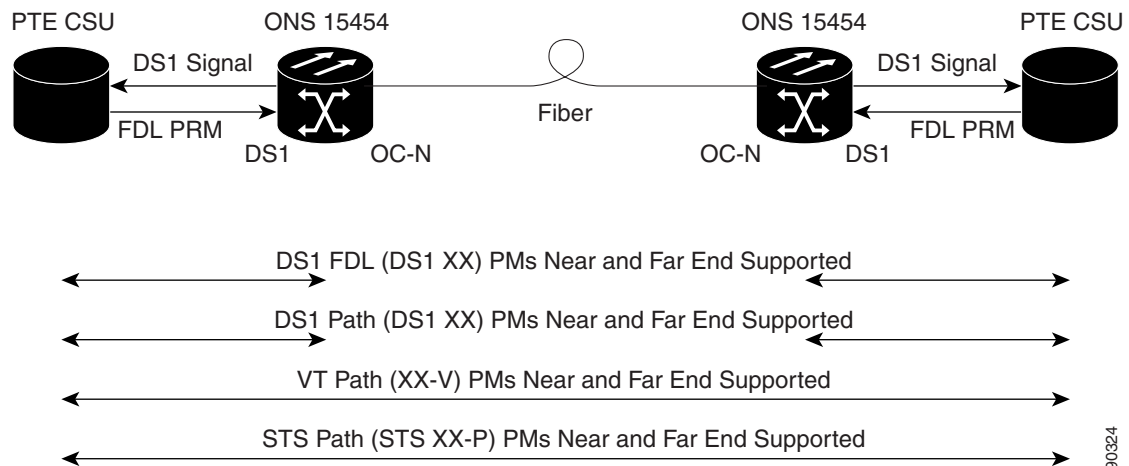 PTE CSU
ONS 15454
ONS 15454
PTE CSU
DS1 Signal
DS1 Signal
Fiber
FDL PRM
FDL PRM
DS1
OC-N
OC-N
DS1
DS1 FDL (DS1 XX) PMs Near and Far End Supported
DS1 Path (DS1 XX) PMs Near and Far End Supported
VT Path (XX-V) PMs Near and Far End Supported
STS Path (STS XX-P) PMs Near and Far End Supported
90324